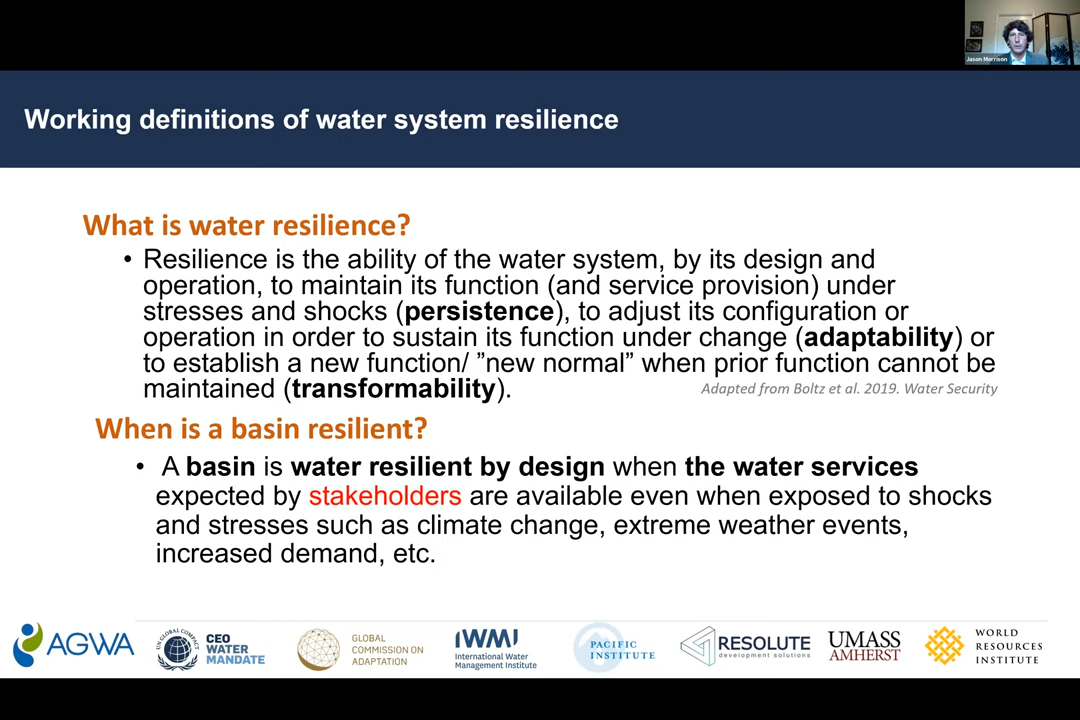 Jason Morrison
Working definitions of water system resilience
What is water resilience?
• Resilience is the ability of the water system, by its design and
operation, to maintain its function (and service provision) under
stresses and shocks (persistence), to adjust its configuration or
operation in order to sustain its function under change (adaptability) or
to establish a new function/ ”new normal” when prior function cannot be
maintained (transformability).
Adapted from Boltz et al. 2019. Water Security
When is a basin resilient?
• A basin is water resilient by design when the water services
expected by stakeholders are available even when exposed to shocks
and stresses such as climate change, extreme weather events,
increased demand, etc.
AGWA
UN GLOBAL COMPACT
CEO
WATER
MANDATE
GLOBAL
COMMISSION ON
ADAPTATION
IWMI
International Water
Management Institute
PACIFIC
INSTITUTE
RESOLUTE
development solutions
UMASS
AMHERST
WORLD
RESOURCES
INSTITUTE